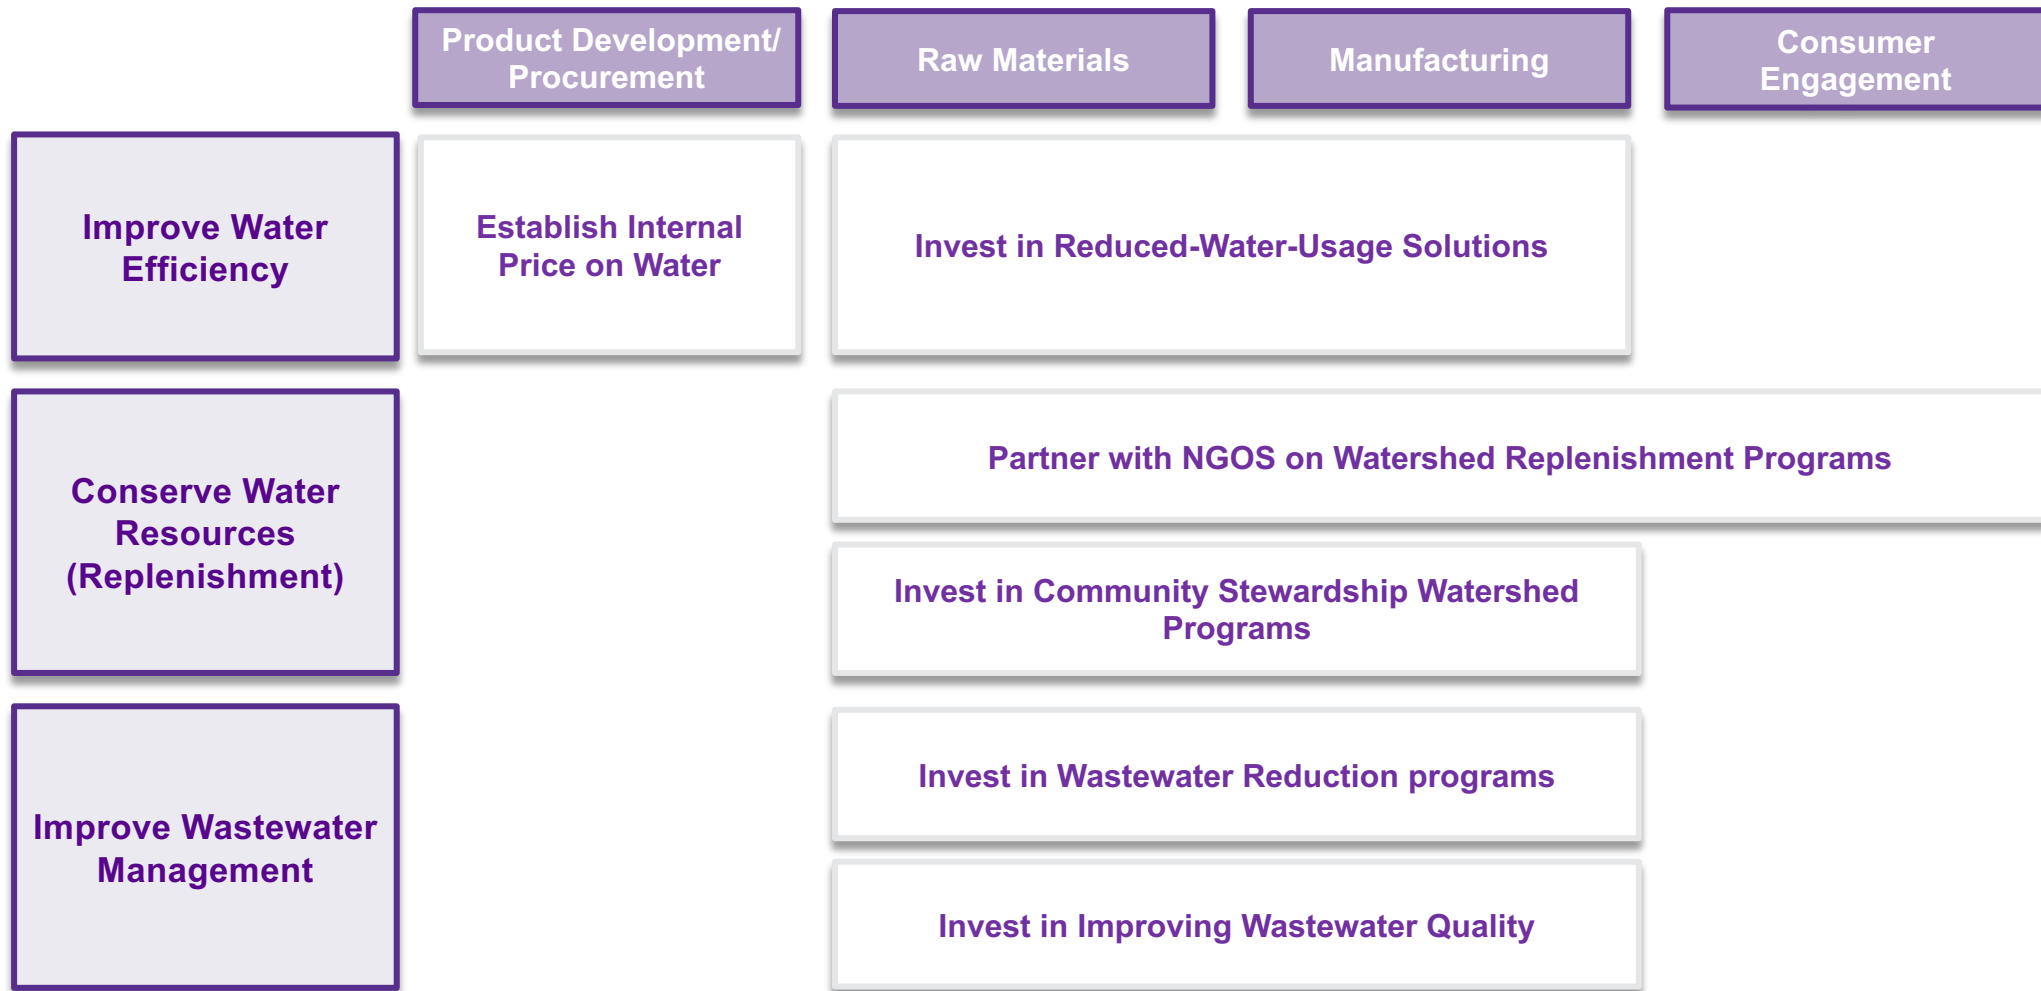 Product Development/
Procurement
Raw Materials
Manufacturing
Consumer
Engagement
Improve Water
Efficiency
Establish Internal
Price on Water
Invest in Reduced-Water-Usage Solutions
Conserve Water
Resources
(Replenishment)
Partner with NGOS on Watershed Replenishment Programs
Invest in Community Stewardship Watershed
Programs
Improve Wastewater
Management
Invest in Wastewater Reduction programs
Invest in Improving Wastewater Quality